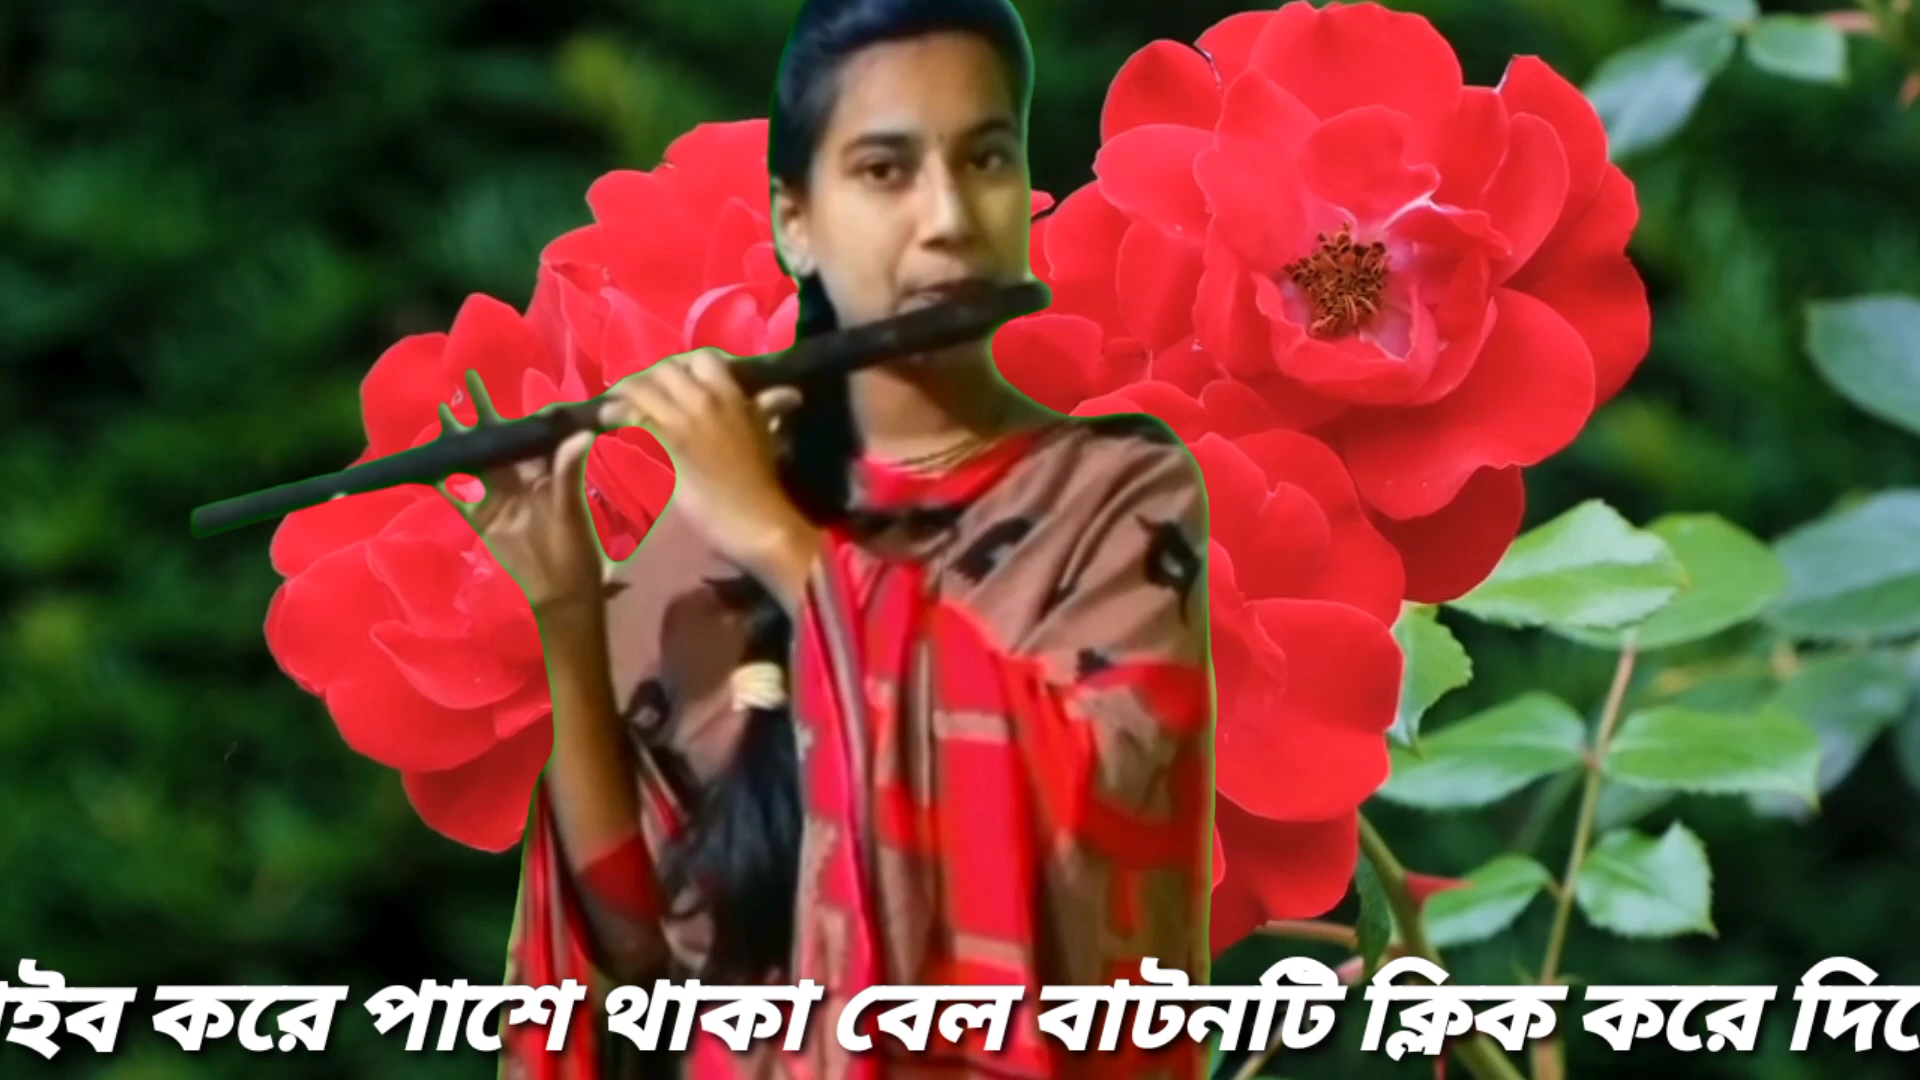 করে পাশে থাকা বেল বাটনটি ক্লিক করে